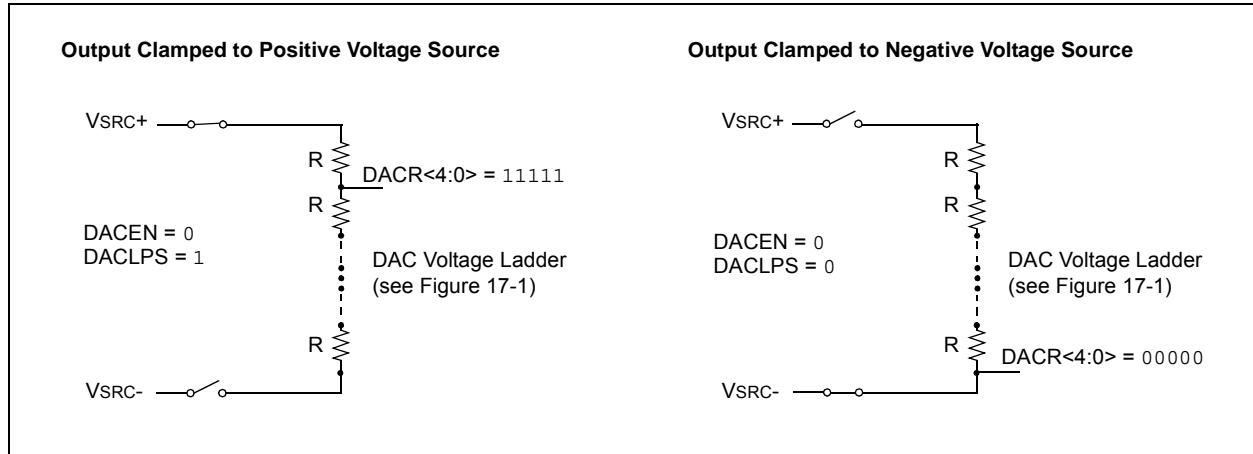 Output Clamped to Positive Voltage Source
VSRC+
R
DACR<4:0> = 11111
R
DACEN = 0
DACLPS = 1
DAC Voltage Ladder
(see Figure 17-1)
R
VSRC-
Output Clamped to Negative Voltage Source
VSRC+
R
R
DACEN = 0
DACLPS = 0
DAC Voltage Ladder
(see Figure 17-1)
R
DACR<4:0> = 00000
VSRC-